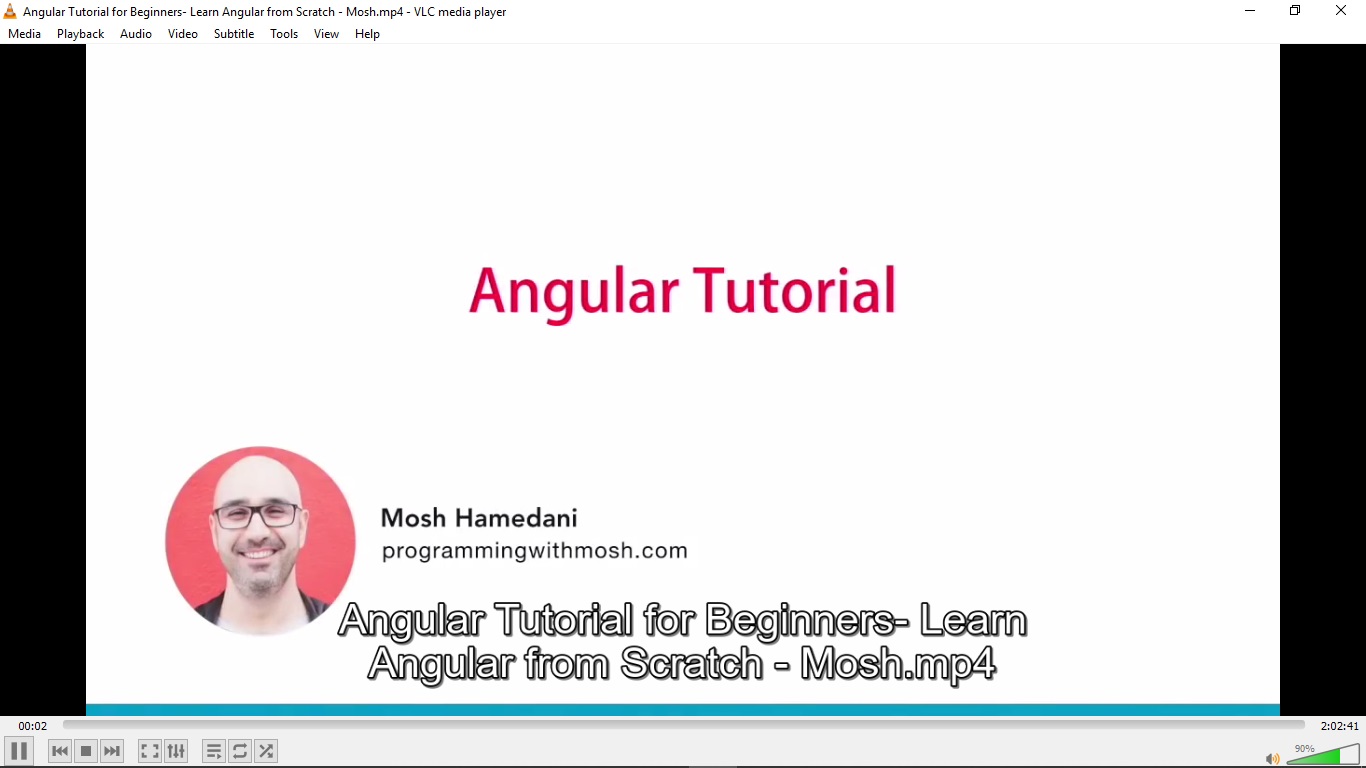 Angular Tutorial for Beginners- Learn Angular from Scratch - Mosh.mp4 - VLC media player
Media Playback Audio Video Subtitle Tools View Help
Angular Tutorial
Mosh Hamedani
programmingwithmosh.com
Angular Tutorial for Beginners- Learn
Angular from Scratch - Mosh.mp4
00:02 2:02:41
90%